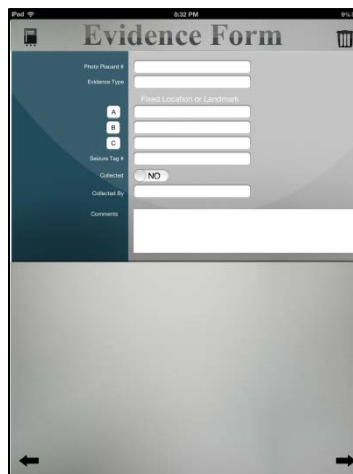 iPad 8:32 PM 9%
Evidence Form
Photo Placard #
Evidence Type
Fixed Location or Landmark
A
B
C
Seizure Tag #
Collected NO
Collected By
Comments